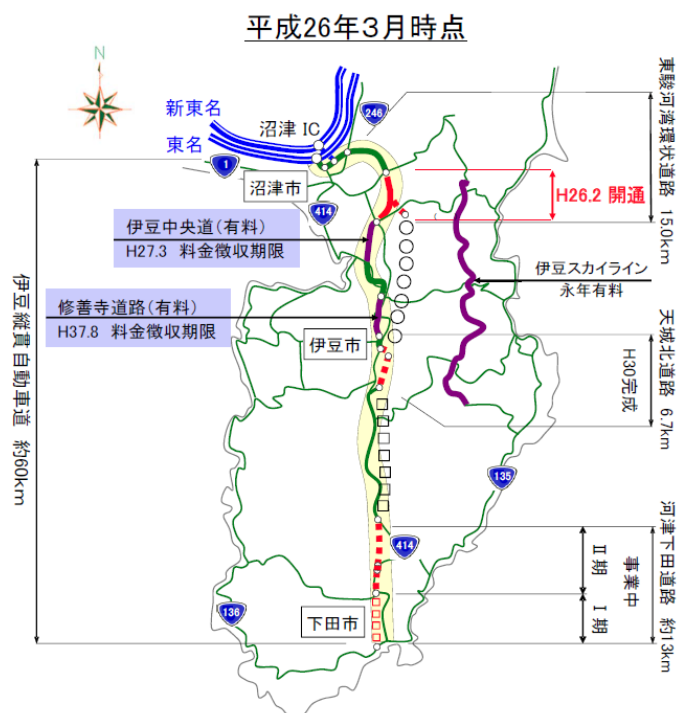 平成26年3月時点
N
新東名
東名
沼津 IC
246
1
沼津市
414
伊豆中央道(有料)
H27.3 料金徴収期限
修善寺道路(有料)
H37.8 料金徴収期限
伊豆市
H26.2 開通
伊豆スカイライン
永年有料
東駿河湾環状道路 15.0km
天城北道路 6.7km
H30完成
伊豆縦貫自動車道 約60km
135
414
136
下田市
河津下田道路 約13km
事業中
Ⅱ期
Ⅰ期